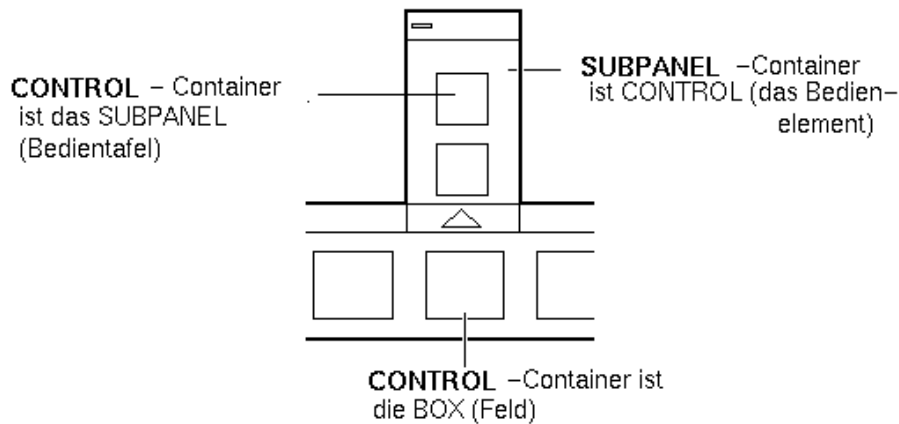 CONTROL – Container
ist das SUBPANEL
(Bedientafel)
SUBPANEL –Container
ist CONTROL (das Bedien–
element)
CONTROL –Container ist
die BOX (Feld)